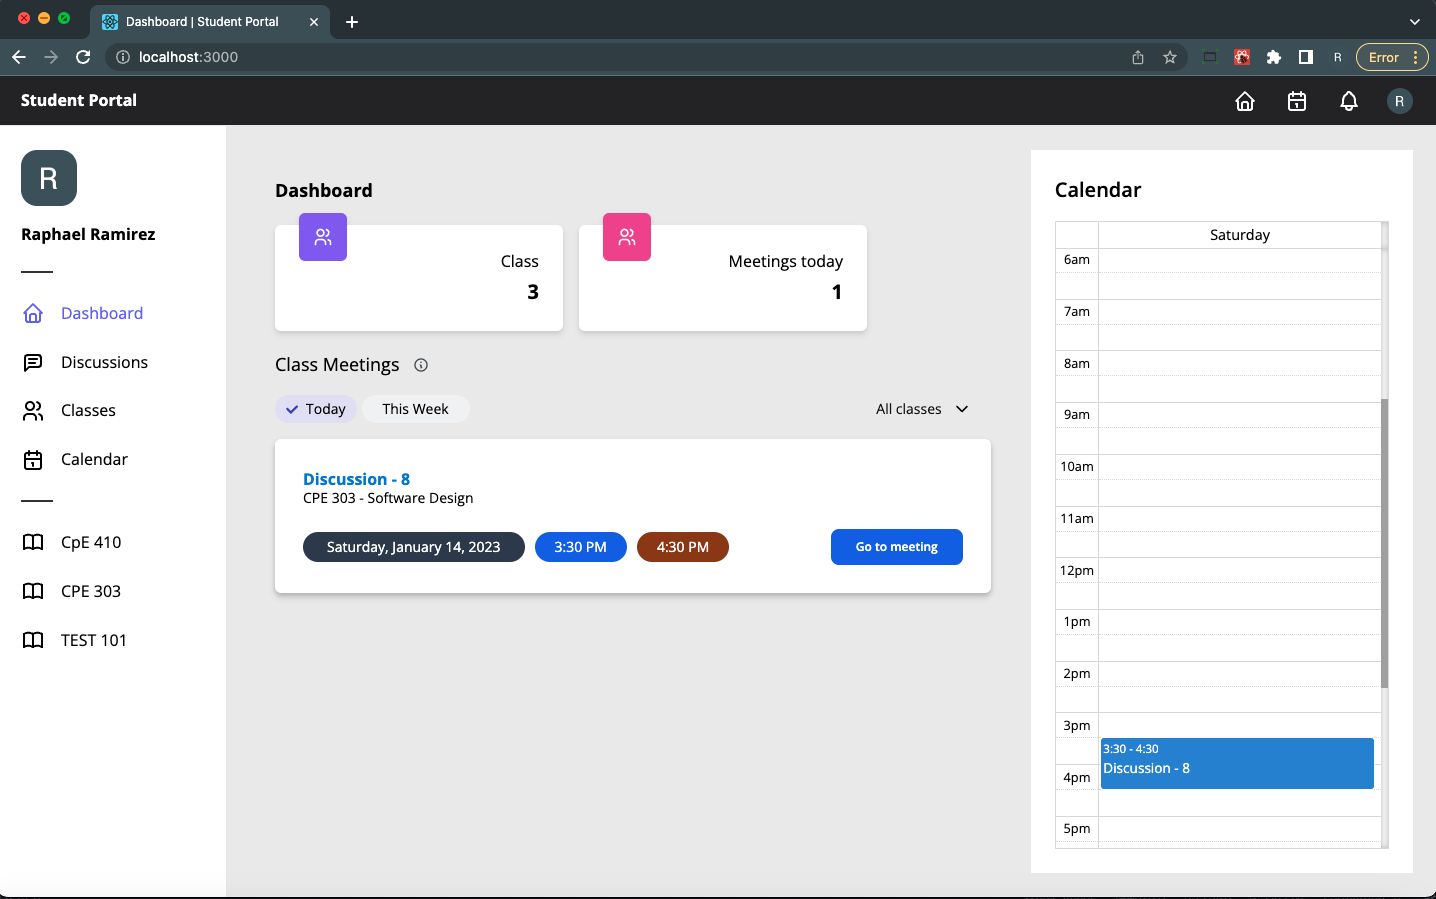 Dashboard | Student Portal
localhost:3000
R
Error
Student Portal
R
R
Raphael Ramirez
Dashboard
Discussions
Classes
Calendar
CpE 410
CPE 303
TEST 101
Dashboard
Class
3
Meetings today
1
Class Meetings
Today
This Week
All classes
Discussion - 8
CPE 303 - Software Design
Saturday, January 14, 2023
3:30 PM
4:30 PM
Go to meeting
Calendar
Saturday
6am
7am
8am
9am
10am
11am
12pm
1pm
2pm
3pm
3:30 - 4:30
Discussion - 8
4pm
5pm